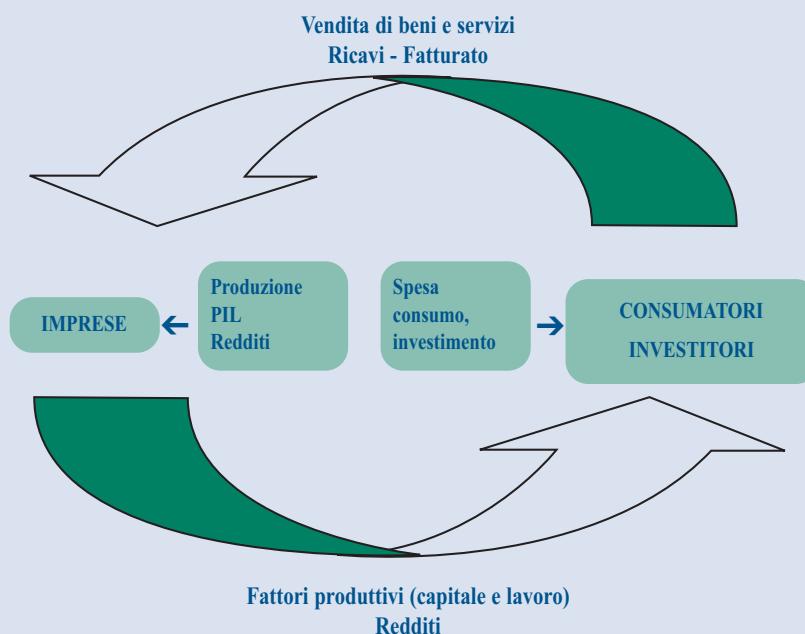 Vendita di beni e servizi
Ricavi - Fatturato
IMPRESE
Produzione
PIL
Redditi
Spesa
consumo,
investimento
CONSUMATORI
INVESTITORI
Fattori produttivi (capitale e lavoro)
Redditi